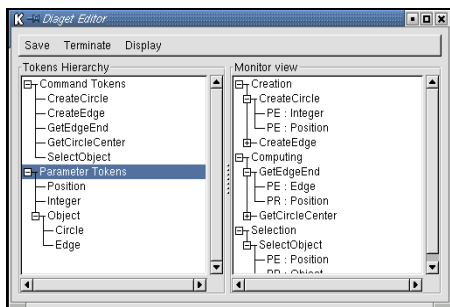 Diaget Editor
Save Terminate Display
Tokens Hierarchy
Command Tokens
CreateCircle
CreateEdge
GetEdgeEnd
GetCircleCenter
SelectObject
Parameter Tokens
Position
Integer
Object
Circle
Edge
Monitor view
Creation
CreateCircle
PE : Integer
PE : Position
CreateEdge
Computing
GetEdgeEnd
PE : Edge
PR : Position
GetCircleCenter
Selection
SelectObject
PE : Position
PR : Object